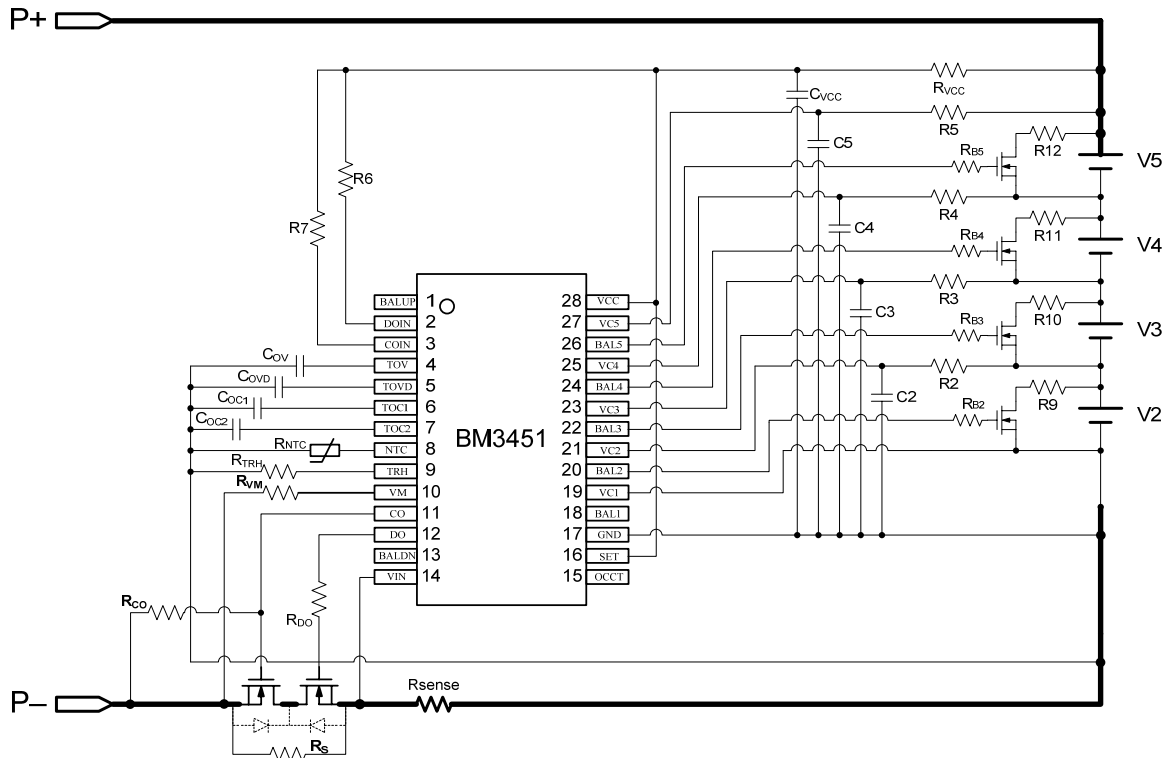 P+
RVCC
CVCC
R5
C5
RB5
R12
V5
R6
R4
C4
R7
RB4
R11
V4
R3
C3
BALUP 1
DOIN 2
COIN 3
TOV 4
TOVD 5
TOC1 6
TOC2 7
NTC 8
TRH 9
VM 10
CO 11
DO 12
BALDN 13
VIN 14
BM3451
28 VCC
27 VC5
26 BAL5
25 VC4
24 BAL4
23 VC3
22 BAL3
21 VC2
20 BAL2
19 VC1
18 BAL1
17 GND
16 SET
15 OCCT
RB3
R10
V3
R2
C2
RB2
R9
V2
COV
COVD
COC1
COC2
RNTC
RTRH
RVM
RCO
RDO
P–
Rsense
RS